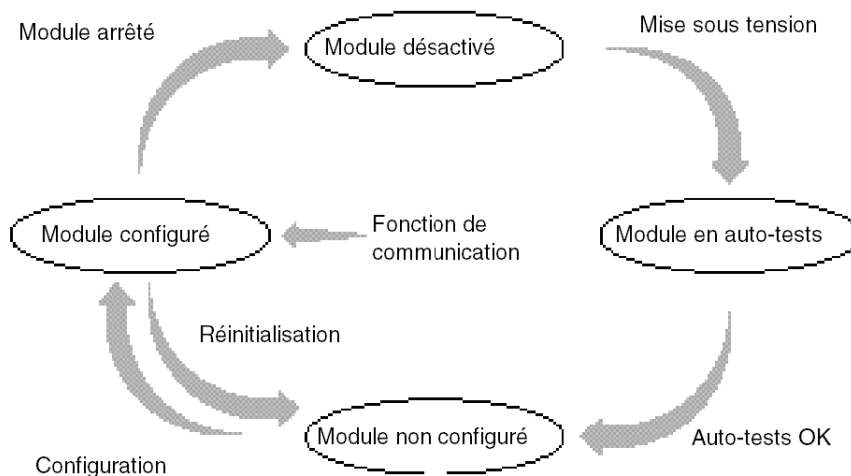 Module arrêté
Module désactivé
Mise sous tension
Module configuré
Fonction de
communication
Module en auto-tests
Réinitialisation
Module non configuré
Auto-tests OK
Configuration